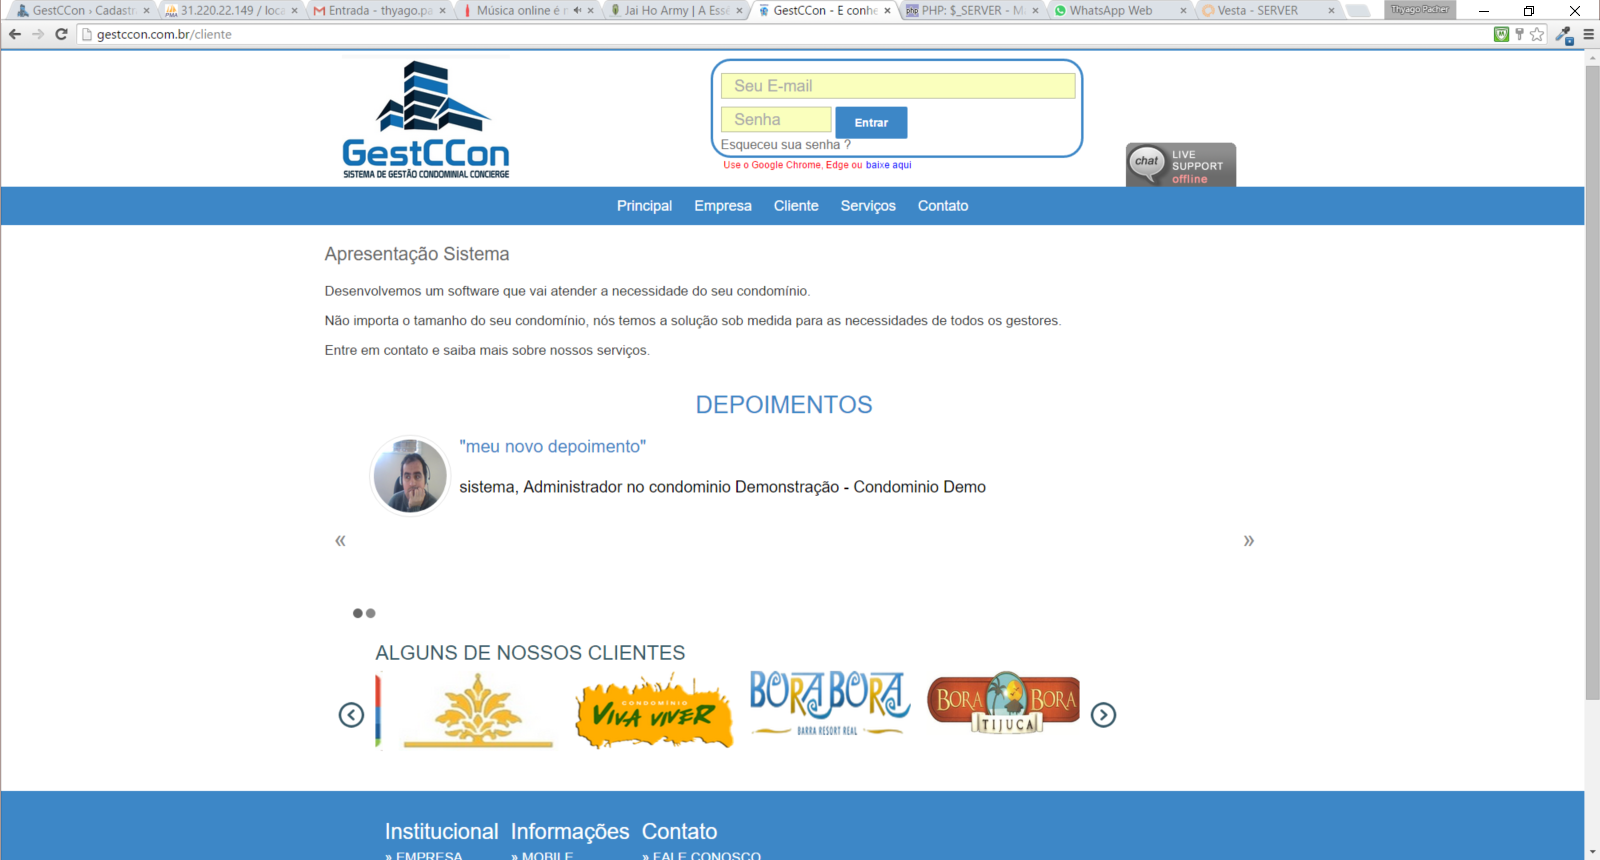 GestCCon › Cadastr
31.220.22.149 / loca
Entrada - thyago.pa
Música online é r
Jai Ho Army | A Esse
GestCCon - E conhe
PHP: $_SERVER - M
WhatsApp Web
Vesta - SERVER
Thyago Pacher
gestccon.com.br/cliente
GestCCon
SISTEMA DE GESTÃO CONDOMINIAL CONCIERGE
Seu E-mail
Senha
Entrar
Esqueceu sua senha ?
Use o Google Chrome, Edge ou baixe aqui
chat
LIVE
SUPPORT
offline
Principal Empresa Cliente Serviços Contato
Apresentação Sistema
Desenvolvemos um software que vai atender a necessidade do seu condomínio.
Não importa o tamanho do seu condomínio, nós temos a solução sob medida para as necessidades de todos os gestores.
Entre em contato e saiba mais sobre nossos serviços.
DEPOIMENTOS
"meu novo depoimento"
sistema, Administrador no condominio Demonstração - Condominio Demo
«
»
ALGUNS DE NOSSOS CLIENTES
CONDOMÍNIO
VIVA VIVER
BORA BORA
BARRA RESORT REAL
BORA BORA
TIJUCA
Institucional Informações Contato
» EMPRESA » MOBILE » FALE CONOSCO